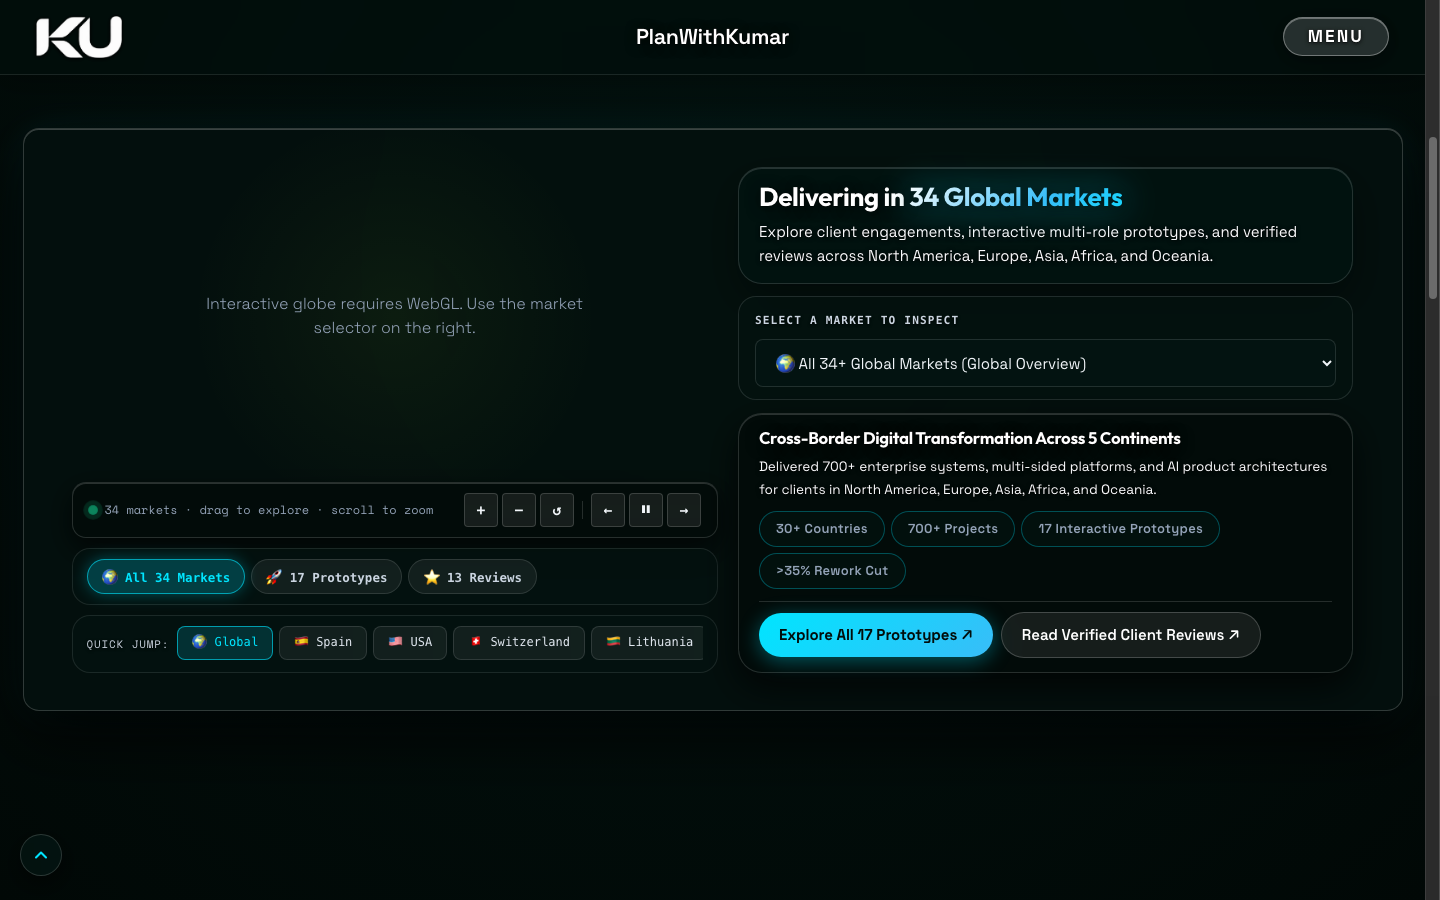 KU
PlanWithKumar
MENU
Interactive globe requires WebGL. Use the market
selector on the right.
34 markets · drag to explore · scroll to zoom
+ − ↺ ← →
🌍 All 34 Markets
🚀 17 Prototypes
⭐ 13 Reviews
QUICK JUMP:
🌍 Global
🇪🇸 Spain
🇺🇸 USA
🇨🇭 Switzerland
🇱🇹 Lithuania
Delivering in 34 Global Markets
Explore client engagements, interactive multi-role prototypes, and verified
reviews across North America, Europe, Asia, Africa, and Oceania.
SELECT A MARKET TO INSPECT
🌍 All 34+ Global Markets (Global Overview)
Cross-Border Digital Transformation Across 5 Continents
Delivered 700+ enterprise systems, multi-sided platforms, and AI product architectures
for clients in North America, Europe, Asia, Africa, and Oceania.
30+ Countries
700+ Projects
17 Interactive Prototypes
>35% Rework Cut
Explore All 17 Prototypes ↗
Read Verified Client Reviews ↗